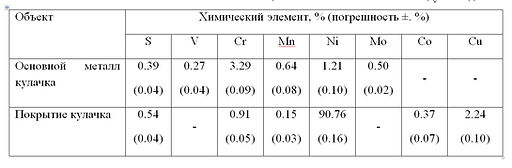 Объект Химический элемент, % (погрешность ±. %)
S V Cr Mn Ni Mo Co Cu
Основной металл 0.39 0.27 3.29 0.64 1.21 0.50 - -
кулачка (0.04) (0.04) (0.09) (0.08) (0.10) (0.02)
Покрытие кулачка 0.54 - 0.91 0.15 90.76 - 0.37 2.24
(0.04) (0.05) (0.03) (0.16) (0.07) (0.10)